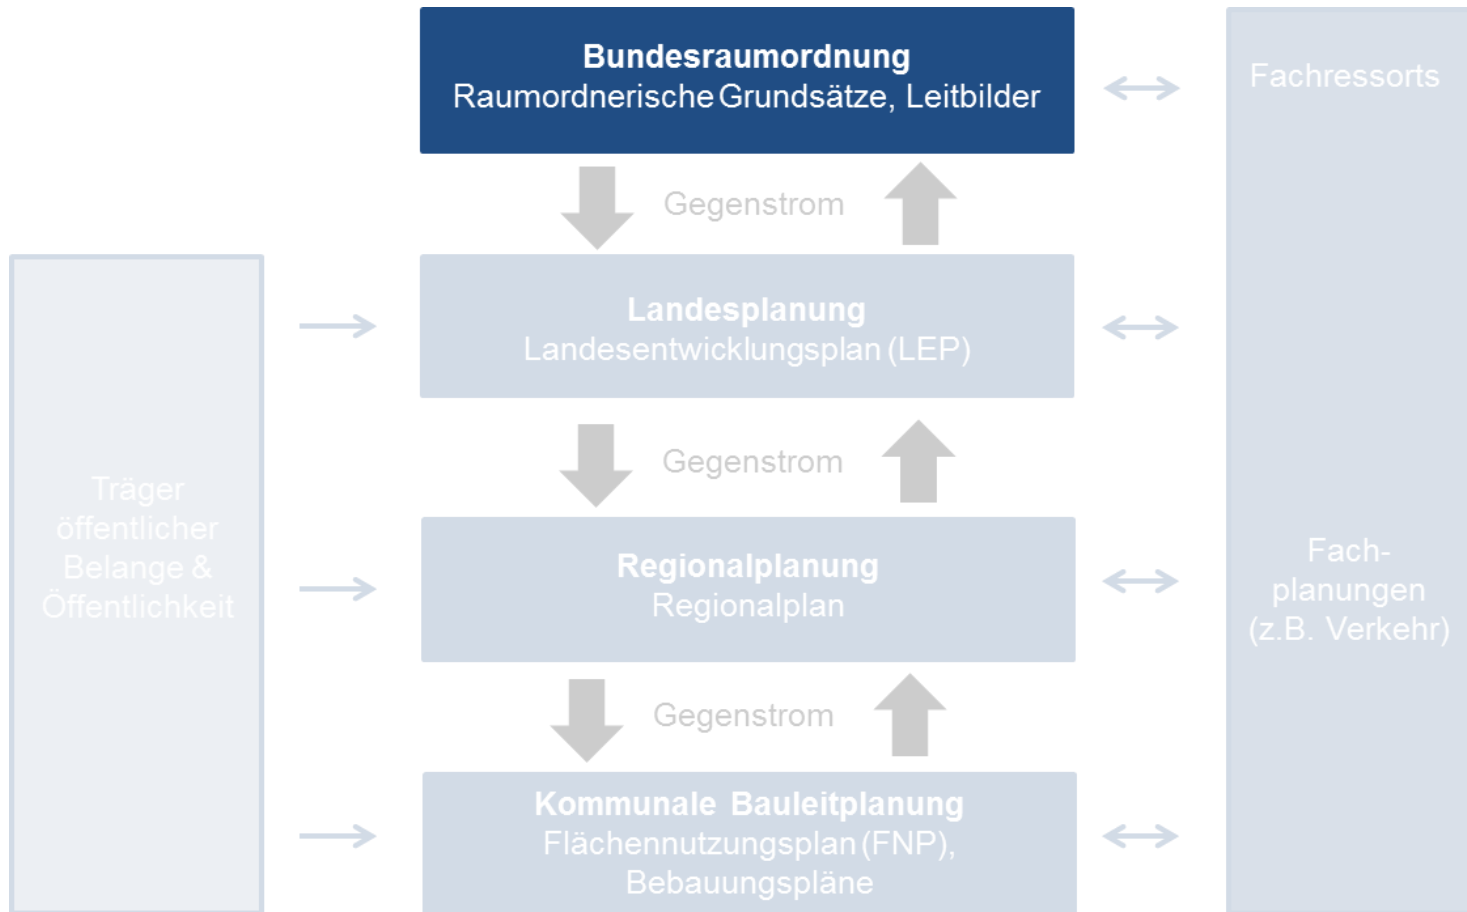 Bundesraumordnung
Raumordnerische Grundsätze, Leitbilder
Fachressorts
Gegenstrom
Landesplanung
Landesentwicklungsplan (LEP)
Gegenstrom
Träger
öffentlicher
Belange &
Öffentlichkeit
Regionalplanung
Regionalplan
Fach-
planungen
(z.B. Verkehr)
Gegenstrom
Kommunale Bauleitplanung
Flächennutzungsplan (FNP),
Bebauungspläne